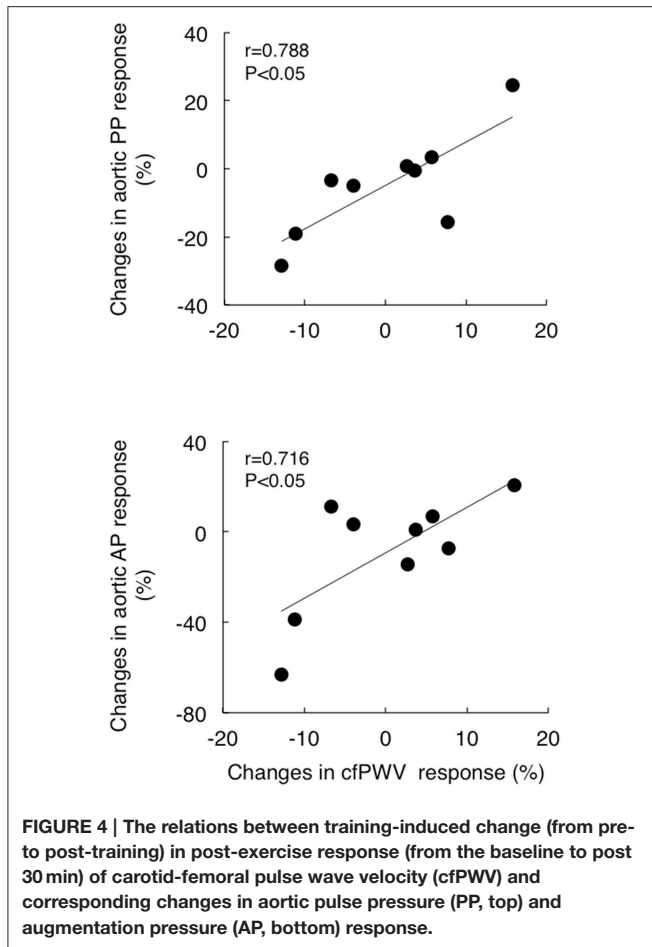 r=0.788
P<0.05
Changes in aortic PP response
(%)
40
20
0
-20
-40
-20 -10 0 10 20
r=0.716
P<0.05
Changes in aortic AP response
(%)
40
0
-40
-80
-20 -10 0 10 20
Changes in cfPWV response (%)
FIGURE 4 | The relations between training-induced change (from pre-
to post-training) in post-exercise response (from the baseline to post
30 min) of carotid-femoral pulse wave velocity (cfPWV) and
corresponding changes in aortic pulse pressure (PP, top) and
augmentation pressure (AP, bottom) response.